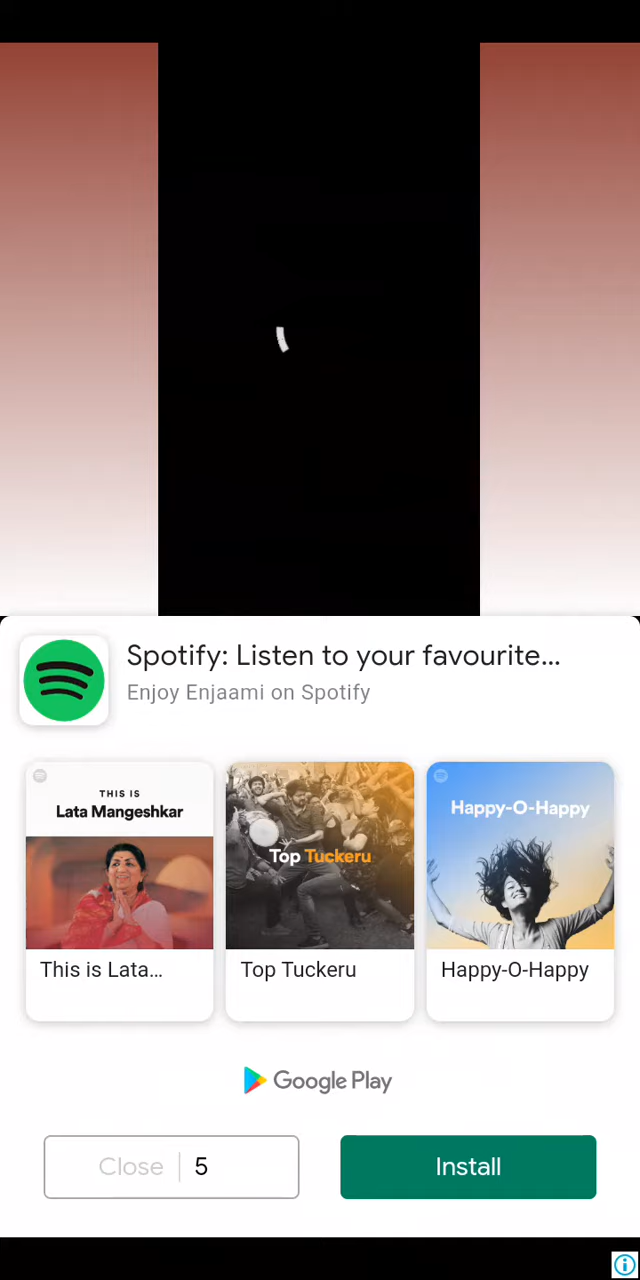 Spotify: Listen to your favourite...
Enjoy Enjaami on Spotify
THIS IS
Lata Mangeshkar
Top Tuckeru
Happy-O-Happy
This is Lata...
Top Tuckeru
Happy-O-Happy
Google Play
Close | 5
Install